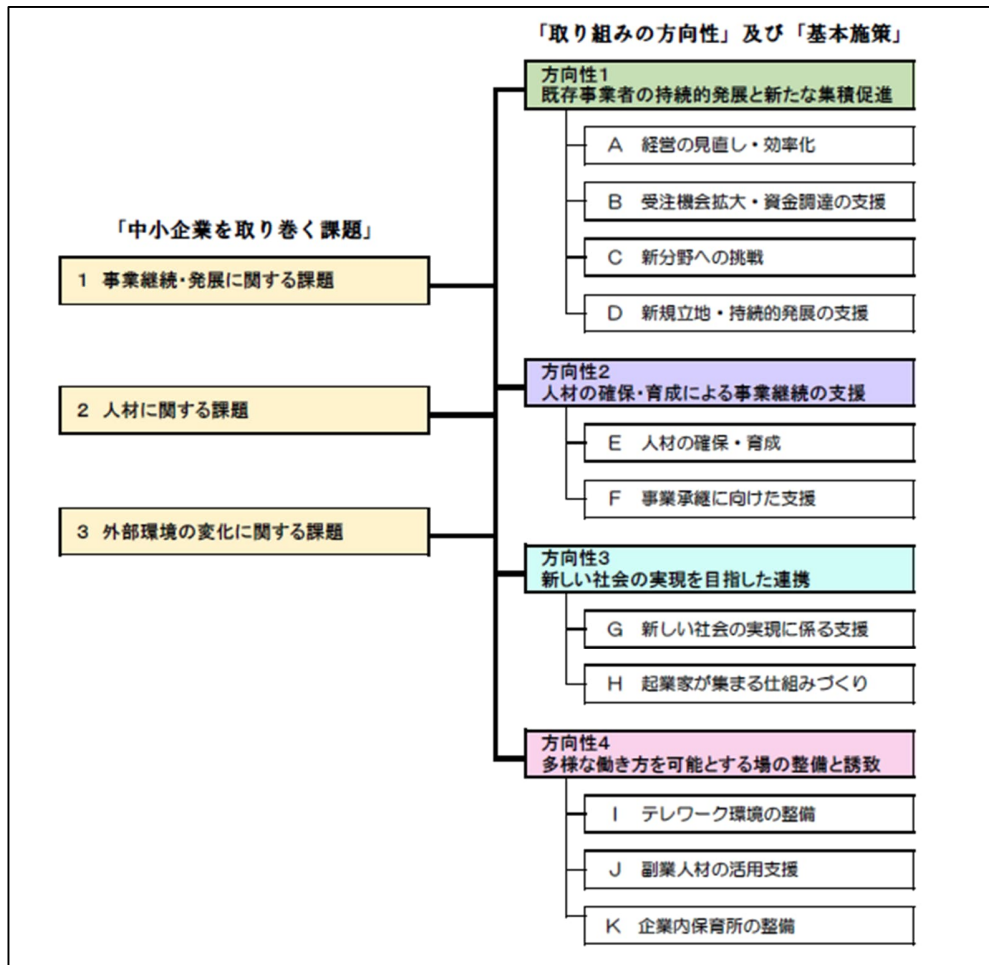 「取り組みの方向性」及び「基本施策」
方向性1
既存事業者の持続的発展と新たな集積促進
A 経営の見直し・効率化
B 受注機会拡大・資金調達の支援
C 新分野への挑戦
D 新規立地・持続的発展の支援
「中小企業を取り巻く課題」
1 事業継続・発展に関する課題
2 人材に関する課題
3 外部環境の変化に関する課題
方向性2
人材の確保・育成による事業継続の支援
E 人材の確保・育成
F 事業承継に向けた支援
方向性3
新しい社会の実現を目指した連携
G 新しい社会の実現に係る支援
H 起業家が集まる仕組みづくり
方向性4
多様な働き方を可能とする場の整備と誘致
I テレワーク環境の整備
J 副業人材の活用支援
K 企業内保育所の整備